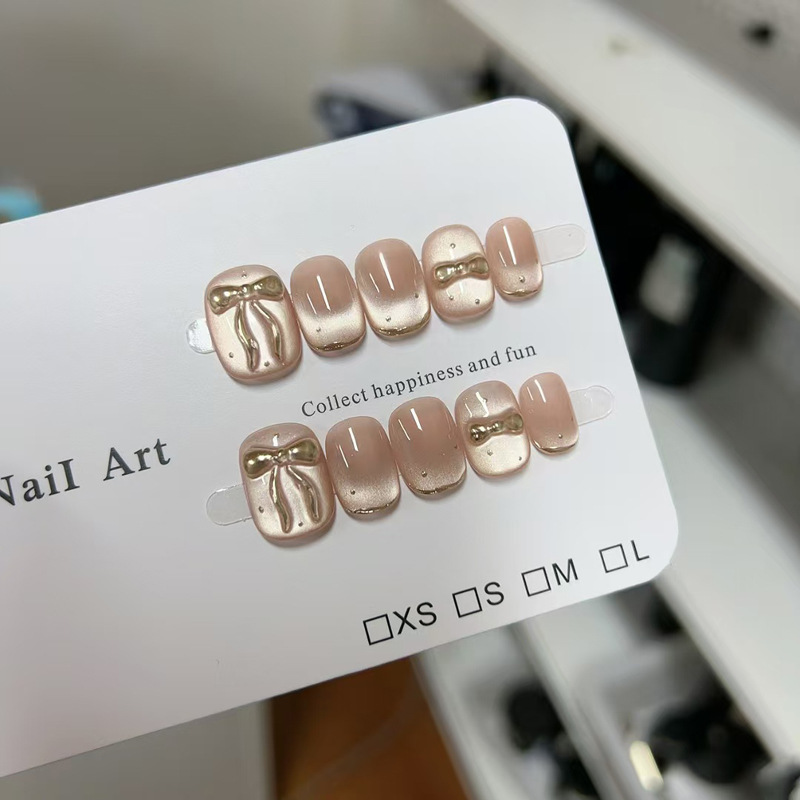 Collect happiness and fun
NaiI Art
☐XS ☐S ☐M ☐L